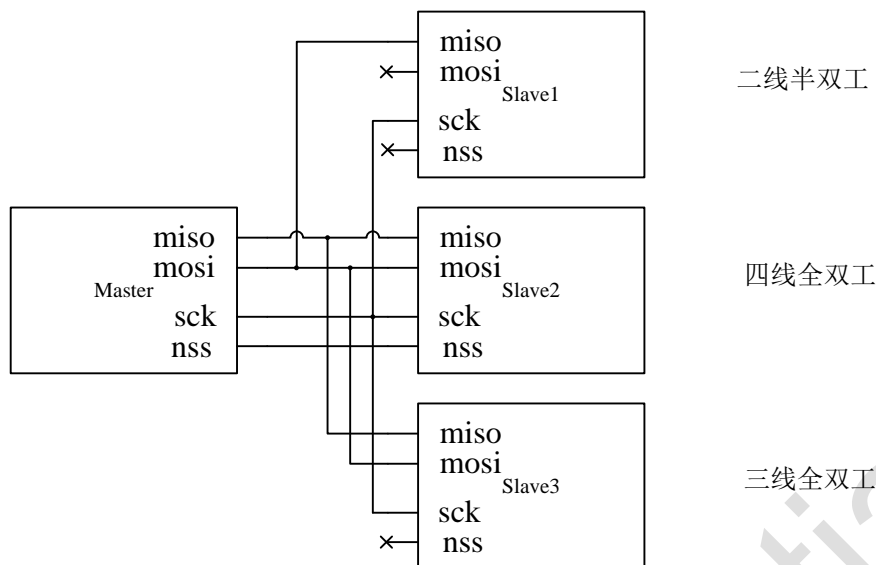 miso
mosi
Slave1
sck
nss
二线半双工
miso
mosi
Master
sck
nss
miso
mosi
Slave2
sck
nss
四线全双工
miso
mosi
Slave3
sck
nss
三线全双工